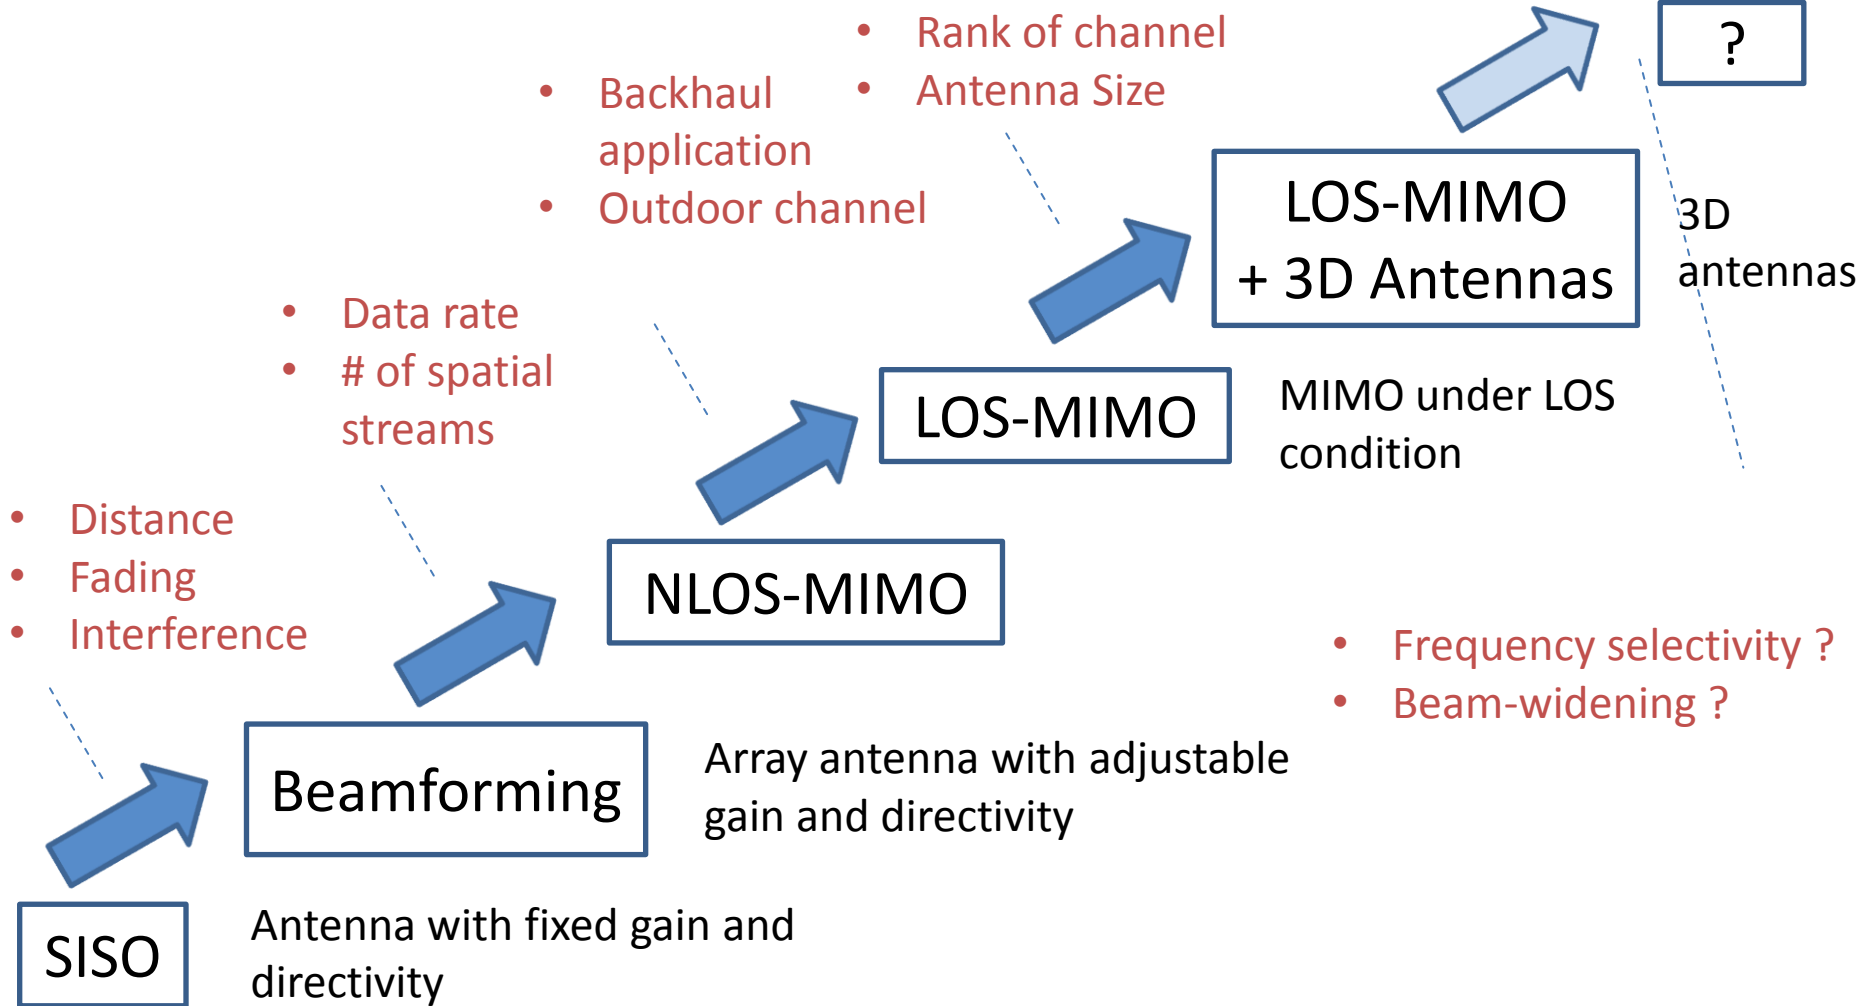 • Rank of channel
• Antenna Size
?
• Backhaul
application
• Outdoor channel
LOS-MIMO
+ 3D Antennas
3D
antennas
• Data rate
• # of spatial
streams
LOS-MIMO
MIMO under LOS
condition
• Distance
• Fading
• Interference
NLOS-MIMO
• Frequency selectivity ?
• Beam-widening ?
Beamforming
Array antenna with adjustable
gain and directivity
SISO
Antenna with fixed gain and
directivity